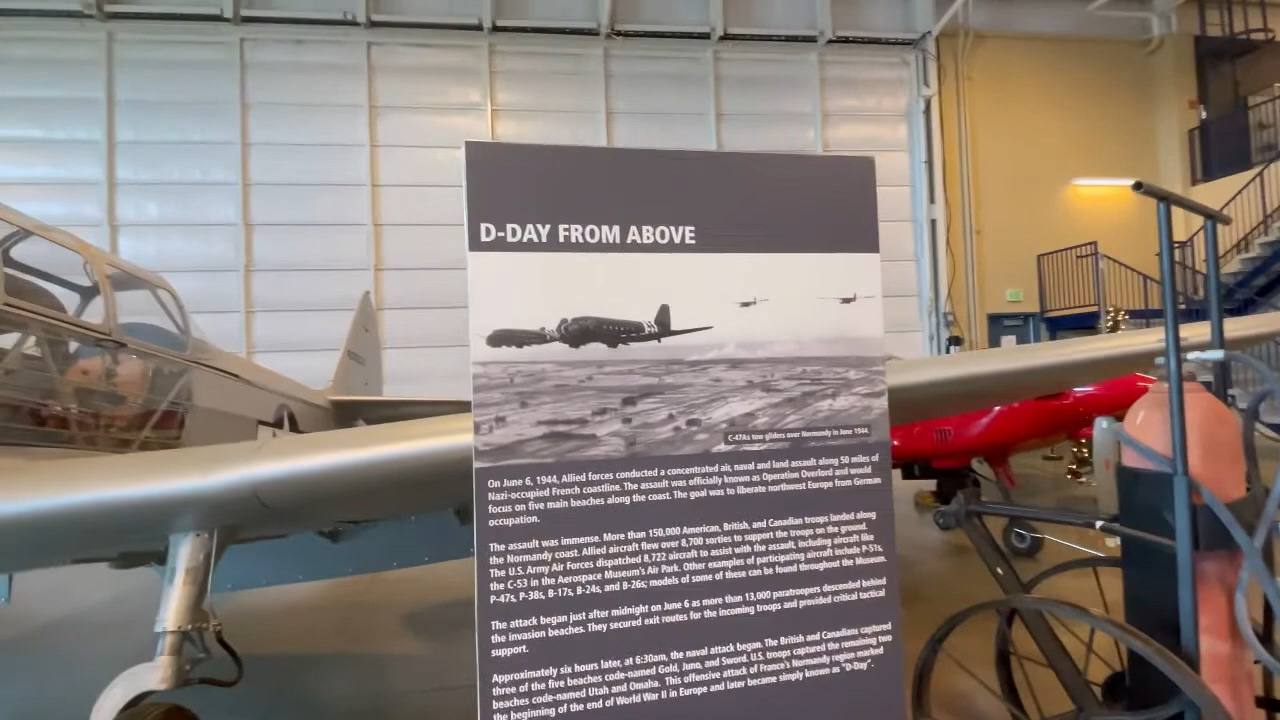 D-DAY FROM ABOVE
C-47As tow gliders over Normandy in June 1944.
On June 6, 1944, Allied forces conducted a concentrated air, naval and land assault along 50 miles of
Nazi-occupied French coastline. The assault was officially known as Operation Overlord and would
focus on five main beaches along the coast. The goal was to liberate northwest Europe from German
occupation.
The assault was immense. More than 150,000 American, British, and Canadian troops landed along
the Normandy coast. Allied aircraft flew over 8,700 sorties to support the troops on the ground.
The U.S. Army Air Forces dispatched 8,722 aircraft to assist with the assault, including aircraft like
the C-53 in the Aerospace Museum's Air Park. Other examples of participating aircraft include P-51s,
P-47s, P-38s, B-17s, B-24s, and B-26s; models of some of these can be found throughout the Museum.
The attack began just after midnight on June 6 as more than 13,000 paratroopers descended behind
the invasion beaches. They secured exit routes for the incoming troops and provided critical tactical
support.
Approximately six hours later, at 6:30am, the naval attack began. The British and Canadians captured
three of the five beaches code-named Gold, Juno, and Sword. U.S. troops captured the remaining two
beaches code-named Utah and Omaha. This offensive attack of France's Normandy region marked
the beginning of the end of World War II in Europe and later became simply known as "D-Day".